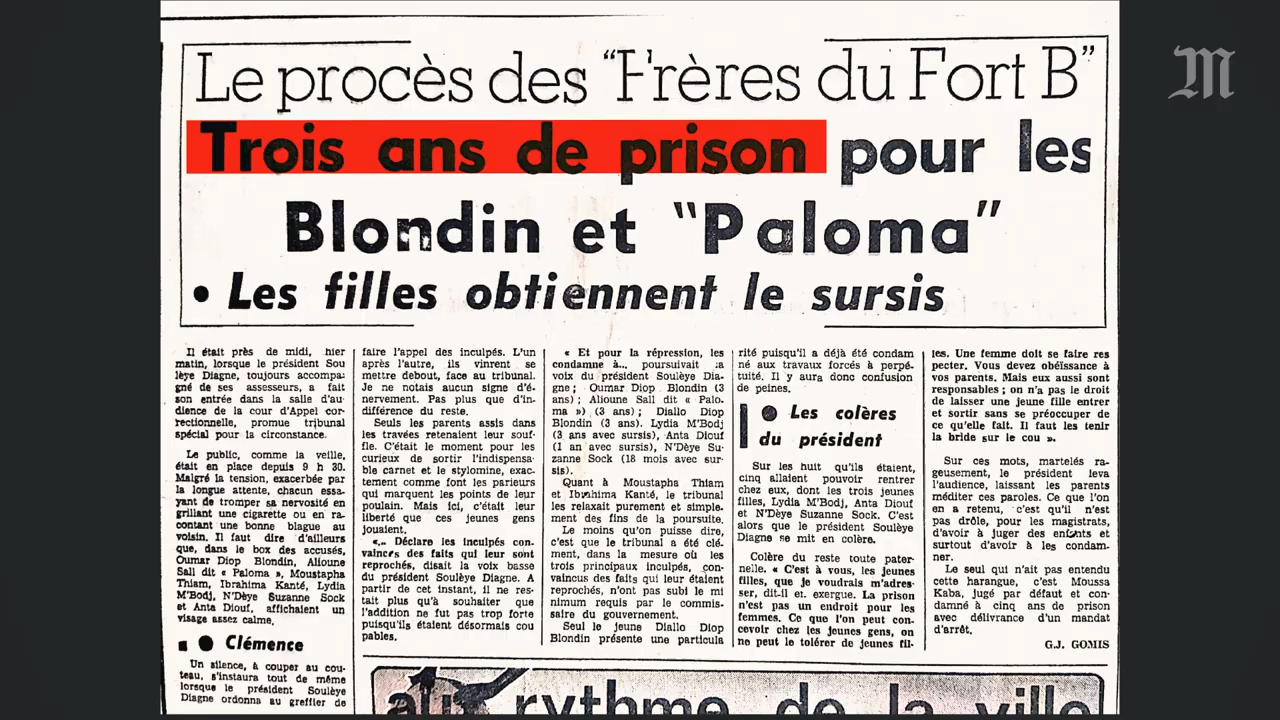 Le procès des "Frères du Fort B"
Trois ans de prison pour les
Blondin et "Paloma"
• Les filles obtiennent le sursis
M
Il était près de midi, hier
matin, lorsque le président Sou
lèye Diagne, toujours accompa-
gné de ses assesseurs, a fait
son entrée dans la salle d'au
dience de la cour d'Appel cor-
rectionnelle, promue tribunal
spécial pour la circonstance.
Le public, comme la veille,
était en place depuis 9 h 30.
Malgré la tension, exacerbée par
la longue attente, chacun essa-
yant de tromper sa nervosité en
grillant une cigarette ou en ra-
contant une bonne blague au
voisin. Il faut dire d'ailleurs
que, dans le box des accusés,
Oumar Diop Blondin, Alioune
Sall dit « Paloma », Moustapha
Thiam, Ibrahima Kanté, Lydia
M'Bodj, N'Dèye Suzanne Sock
et Anta Diouf, affichaient un
visage assez calme.
● Clémence
Un silence, à couper au cou-
teau, s'instaura tout de même
lorsque le président Soulèye
Diagne ordonna au greffier de
faire l'appel des inculpés. L'un
après l'autre, ils vinrent se
mettre debout, face au tribunal.
Je ne notais aucun signe d'é-
nervement. Pas plus que d'in-
différence du reste.
Seuls les parents assis dans
les travées retenaient leur souf-
fle. C'était le moment pour les
curieux de sortir l'indispensa-
ble carnet et le stylomine, exac-
tement comme font les parieurs
qui marquent les points de leur
poulain. Mais ici, c'était leur
liberté que ces jeunes gens
jouaient.
«... Déclare les inculpés con-
vaincus des faits qui leur sont
reprochés, disait la voix basse
du président Soulèye Diagne. A
partir de cet instant, il ne res-
tait plus qu'à souhaiter que
l'addition ne fut pas trop forte
puisqu'ils étaient désormais cou
pables.
« Et pour la répression, les
condamne à... poursuivait la
voix du président Soulèye Dia-
gne ; Oumar Diop Blondin (3
ans) ; Alioune Sall dit « Palo-
ma ») (3 ans) ; Diallo Diop
Blondin (3 ans). Lydia M'Bodj
(3 ans avec sursis), Anta Diouf
(1 an avec sursis), N'Dèye Su-
zanne Sock (18 mois avec sur-
sis).
Quant à Moustapha Thiam
et Ibrahima Kanté, le tribunal
les relaxait purement et simple-
ment des fins de la poursuite.
Le moins qu'on puisse dire,
c'est que le tribunal a été clé-
ment, dans la mesure où les
trois principaux inculpés, con-
vaincus des faits qui leur étaient
reprochés, n'ont pas subi le mi
nimum requis par le commis-
saire du gouvernement.
Seul le jeune Diallo Diop
Blondin présente une particula
rité puisqu'il a déjà été condam
né aux travaux forcés à perpé-
tuité. Il y aura donc confusion
de peines.
● Les colères
du président
Sur les huit qu'ils étaient,
cinq allaient pouvoir rentrer
chez eux, dont les trois jeunes
filles, Lydia M'Bodj, Anta Diouf
et N'Dèye Suzanne Sock. C'est
alors que le président Soulèye
Diagne se mit en colère.
Colère du reste toute pater-
nelle. « C'est à vous, les jeunes
filles, que je voudrais m'adres-
ser, dit-il et. exergue. La prison
n'est pas un endroit pour les
femmes. Ce que l'on peut con-
cevoir chez les jeunes gens, on
ne peut le tolérer de jeunes fil-
les. Une femme doit se faire res
pecter. Vous devez obéissance à
vos parents. Mais eux aussi sont
responsables ; on n'a pas le droit
de laisser une jeune fille entrer
et sortir sans se préoccuper de
ce qu'elle fait. Il faut les tenir
la bride sur le cou ».
Sur ces mots, martelés ra-
geusement, le président leva
l'audience, laissant les parents
méditer ces paroles. Ce que l'on
en a retenu, c'est qu'il n'est
pas drôle, pour les magistrats,
d'avoir à juger des enfants et
surtout d'avoir à les condam-
ner.
Le seul qui n'ait pas entendu
cette harangue, c'est Moussa
Kaba, jugé par défaut et con-
damné à cinq ans de prison
avec délivrance d'un mandat
d'arrêt.
G.J. GOMIS
au rythme de la ville